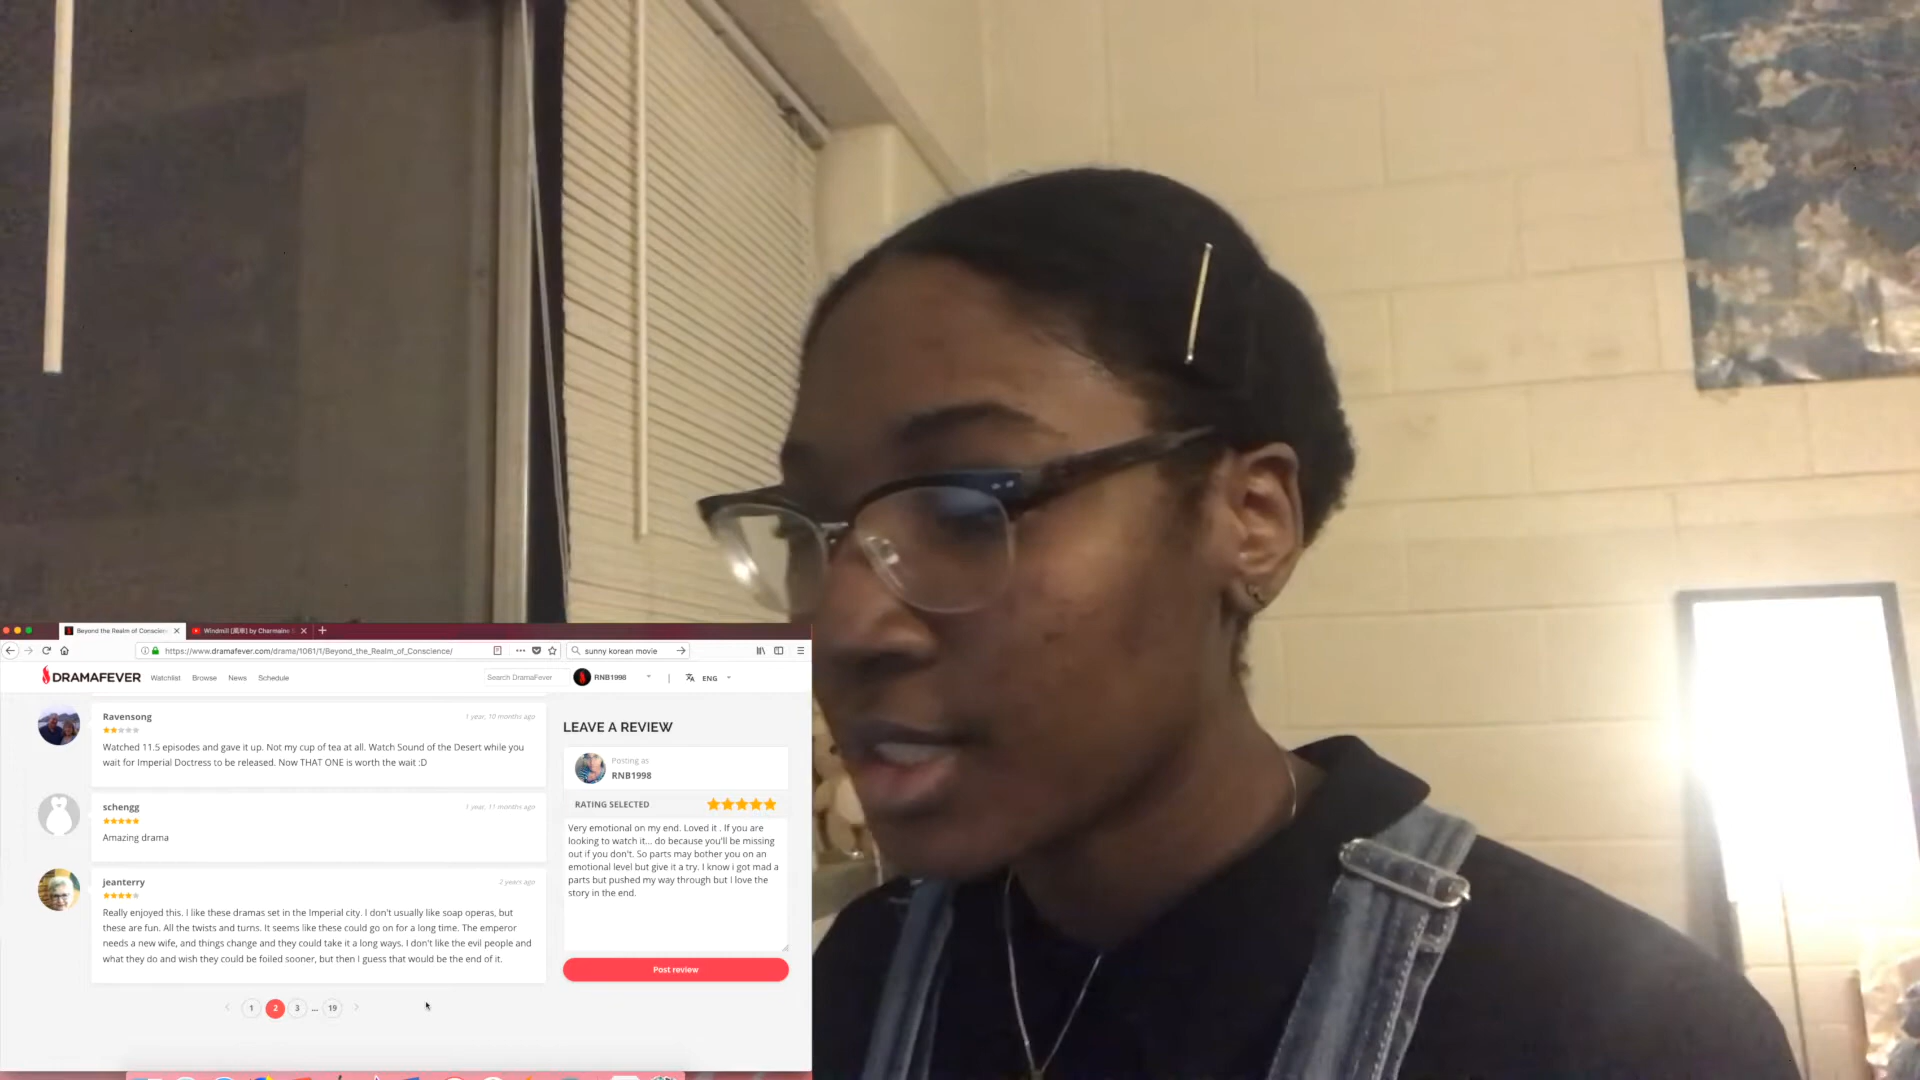 Beyond the Realm of Conscien
Windmill [風車] by Charmaine
https://www.dramafever.com/drama/1061/1/Beyond_the_Realm_of_Conscience/
sunny korean movie
DRAMAFEVER
Watchlist
Browse
News
Schedule
Search DramaFever
RNB1998
ENG
Ravensong
1 year, 10 months ago
Watched 11.5 episodes and gave it up. Not my cup of tea at all. Watch Sound of the Desert while you
wait for Imperial Doctress to be released. Now THAT ONE is worth the wait :D
schengg
1 year, 11 months ago
Amazing drama
jeanterry
2 years ago
Really enjoyed this. I like these dramas set in the Imperial city. I don't usually like soap operas, but
these are fun. All the twists and turns. It seems like these could go on for a long time. The emperor
needs a new wife, and things change and they could take it a long ways. I don't like the evil people and
what they do and wish they could be foiled sooner, but then I guess that would be the end of it.
1 2 3 ... 19
LEAVE A REVIEW
Posting as
RNB1998
RATING SELECTED
Very emotional on my end. Loved it . If you are
looking to watch it... do because you'll be missing
out if you don't. So parts may bother you on an
emotional level but give it a try. I know i got mad a
parts but pushed my way through but I love the
story in the end.
Post review